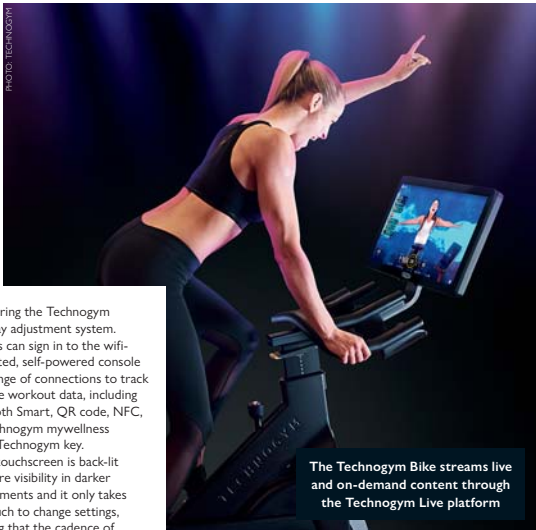 PHOTO: TECHNOGYM
ring the Technogym
y adjustment system.
s can sign in to the wifi-
ted, self-powered console
nge of connections to track
e workout data, including
oth Smart, QR code, NFC,
chnogym mywellness
Technogym key.
touchscreen is back-lit
re visibility in darker
ments and it only takes
uch to change settings,
g that the cadence of
TECHNOGYM
The Technogym Bike streams live
and on-demand content through
the Technogym Live platform